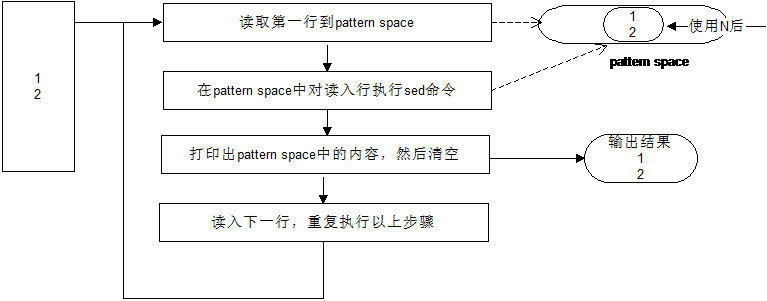 1
2
读取第一行到pattern space
在pattern space中对读入行执行sed命令
打印出pattern space中的内容，然后清空
读入下一行，重复执行以上步骤
1
2
使用N后
pattern space
输出结果
1
2